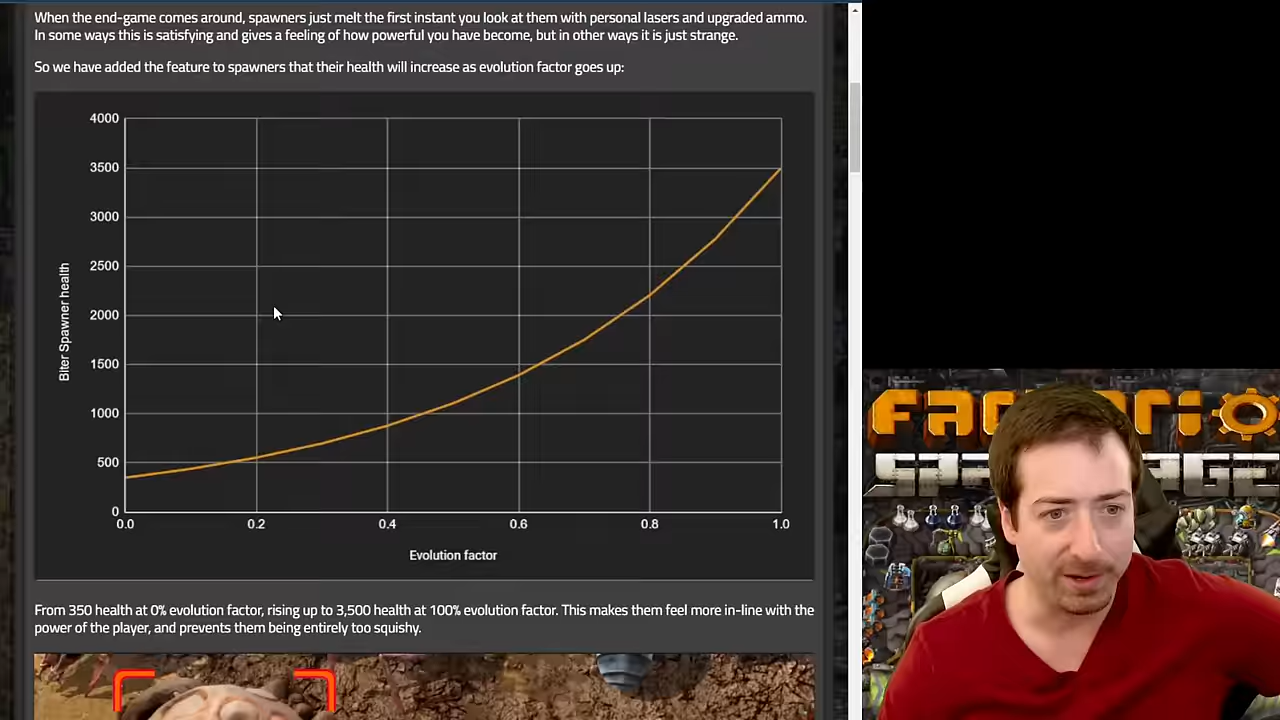 When the end-game comes around, spawners just melt the first instant you look at them with personal lasers and upgraded ammo.
In some ways this is satisfying and gives a feeling of how powerful you have become, but in other ways it is just strange.
So we have added the feature to spawners that their health will increase as evolution factor goes up:
4000
3500
3000
2500
2000
1500
1000
500
0
Biter Spawner health
0.0 0.2 0.4 0.6 0.8 1.0
Evolution factor
From 350 health at 0% evolution factor, rising up to 3,500 health at 100% evolution factor. This makes them feel more in-line with the
power of the player, and prevents them being entirely too squishy.